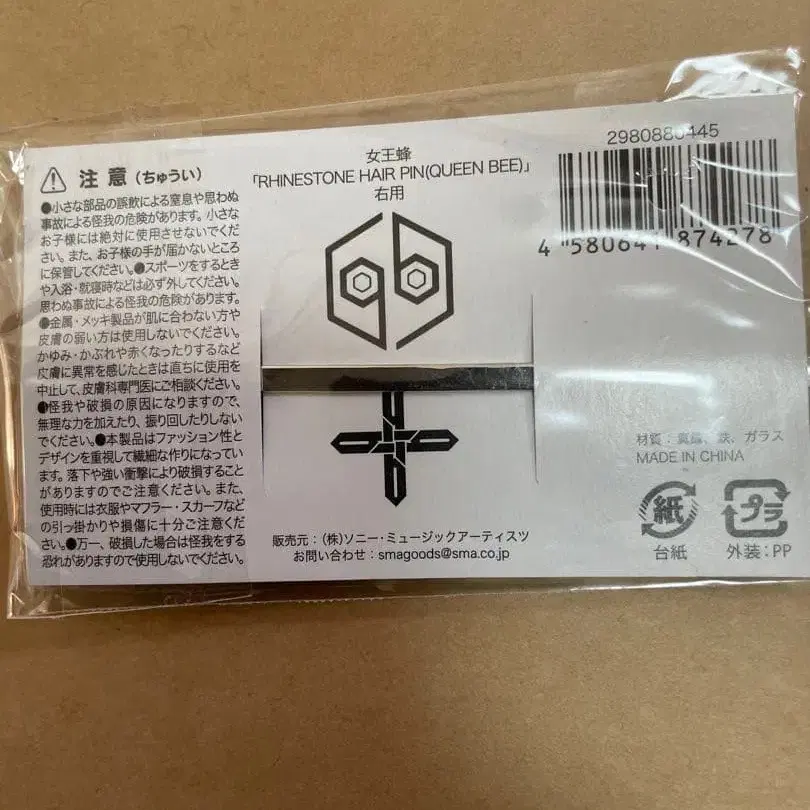 注意(ちゅうい)
●小さな部品の誤飲による窒息や思わぬ
事故による怪我の危険があります。小さな
お子様には絶対に使用させないでくだ
さい。また、お子様の手が届かないところ
に保管してください。●スポーツをするとき
や入浴・就寝時などは必ず外してください。
思わぬ事故による怪我の危険があります。
●金属・メッキ製品が肌に合わない方や
皮膚の弱い方は使用しないでください。
かゆみ・かぶれや赤くなったりするなど
皮膚に異常を感じたときは直ちに使用を
中止して、皮膚科専門医にご相談ください。
●怪我や破損の原因になりますので、
無理な力を加えたり、振り回したりしない
でください。●本製品はファッション性と
デザインを重視して繊細な作りになってい
ます。落下や強い衝撃により破損すること
がありますのでご注意ください。また、
使用時には衣服やマフラー・スカーフなど
の引っ掛かりや損傷に十分ご注意くださ
い。●万一、破損した場合は怪我をする
恐れがありますので使用しないでください。
女王蜂
「RHINESTONE HAIR PIN(QUEEN BEE)」
右用
qb
販売元:(株)ソニー・ミュージックアーティスツ
お問い合わせ:smagoods@sma.co.jp
2980880445
4 580641 874278
材質:真鍮、鉄、ガラス
MADE IN CHINA
紙 プラ
台紙 外装:PP